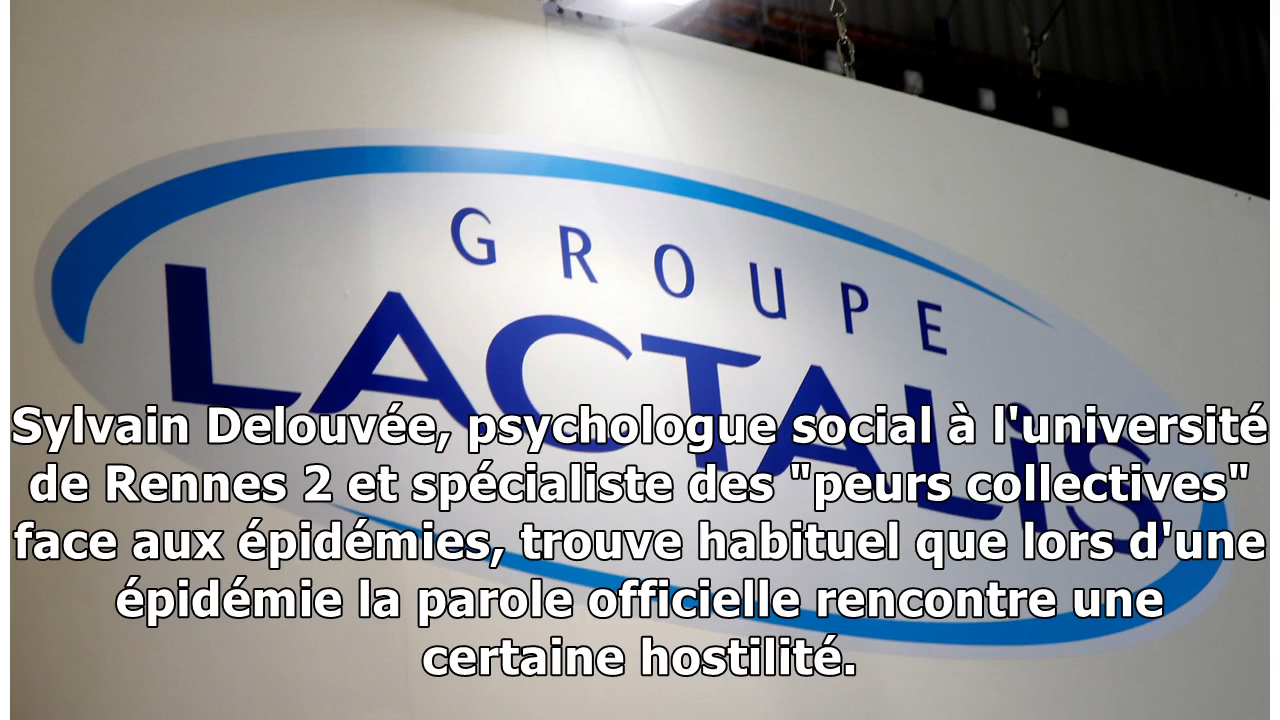 GROUPE
LACTALiS
Sylvain Delouvée, psychologue social à l'université
de Rennes 2 et spécialiste des "peurs collectives"
face aux épidémies, trouve habituel que lors d'une
épidémie la parole officielle rencontre une
certaine hostilité.